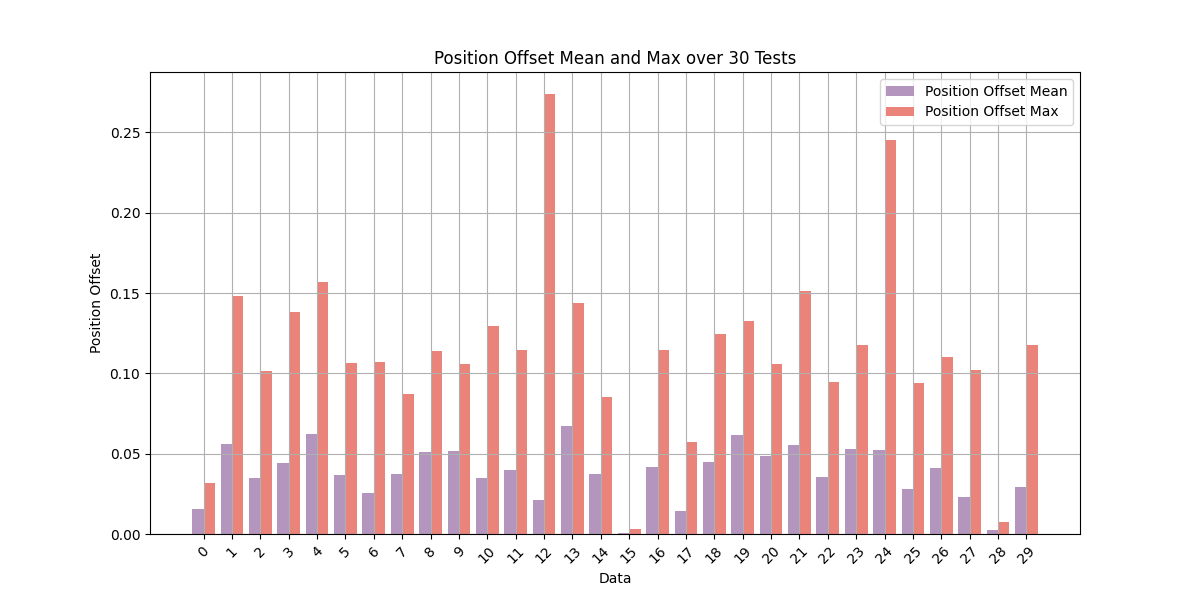 Position Offset Mean and Max over 30 Tests
Position Offset Mean
Position Offset Max
Position Offset
0.25
0.20
0.15
0.10
0.05
0.00
0 1 2 3 4 5 6 7 8 9 10 11 12 13 14 15 16 17 18 19 20 21 22 23 24 25 26 27 28 29
Data